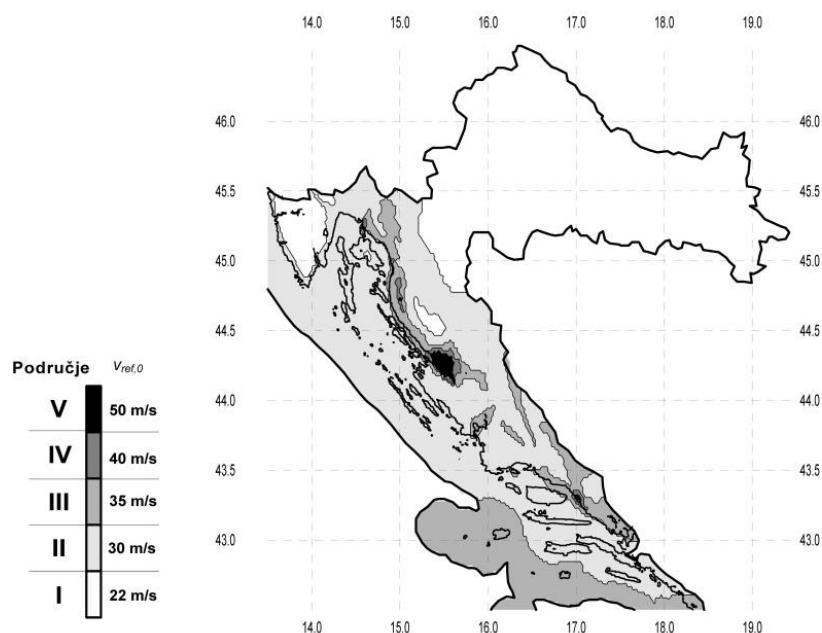 14.0 15.0 16.0 17.0 18.0 19.0
46.0 46.0
45.5 45.5
45.0 45.0
44.5 44.5
Područje Vref,0
44.0 44.0
V 50 m/s
IV 40 m/s
43.5 43.5
III 35 m/s
43.0 43.0
II 30 m/s
I 22 m/s
14.0 15.0 16.0 17.0 18.0 19.0